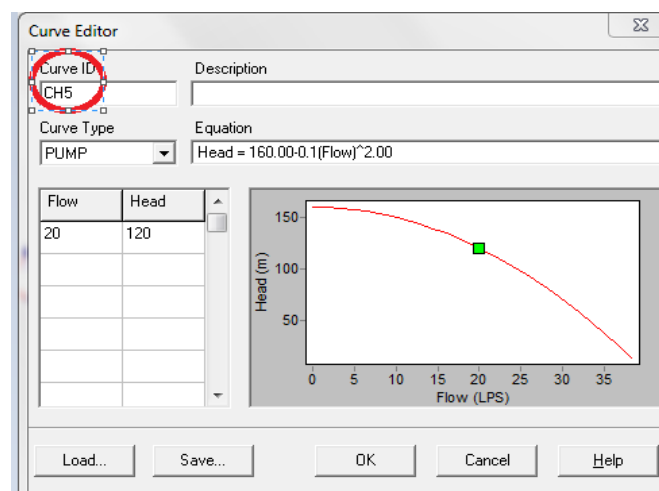 Curve Editor
Curve ID
Description
CH5
Curve Type
Equation
PUMP
Head = 160.00-0.1(Flow)^2.00
Flow Head
20 120
150
100
50
Head (m)
0 5 10 15 20 25 30 35
Flow (LPS)
Load... Save... OK Cancel Help